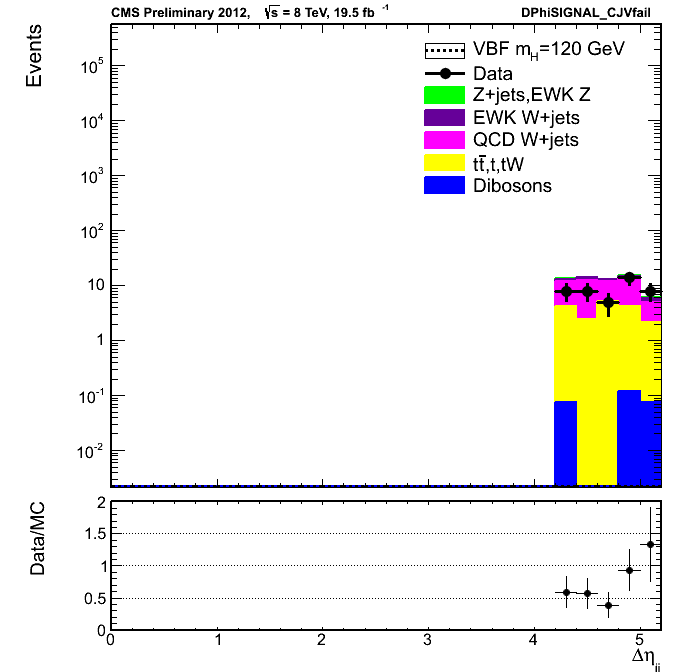 CMS Preliminary 2012, √s = 8 TeV, 19.5 fb⁻¹ DPhiSIGNAL_CJVfail
Events
VBF m_H=120 GeV
Data
Z+jets,EWK Z
EWK W+jets
QCD W+jets
tt̄,t,tW
Dibosons
10⁵
10⁴
10³
10²
10
1
10⁻¹
10⁻²
Data/MC
2
1.5
1
0.5
0
0 1 2 3 4 5
Δη_jj